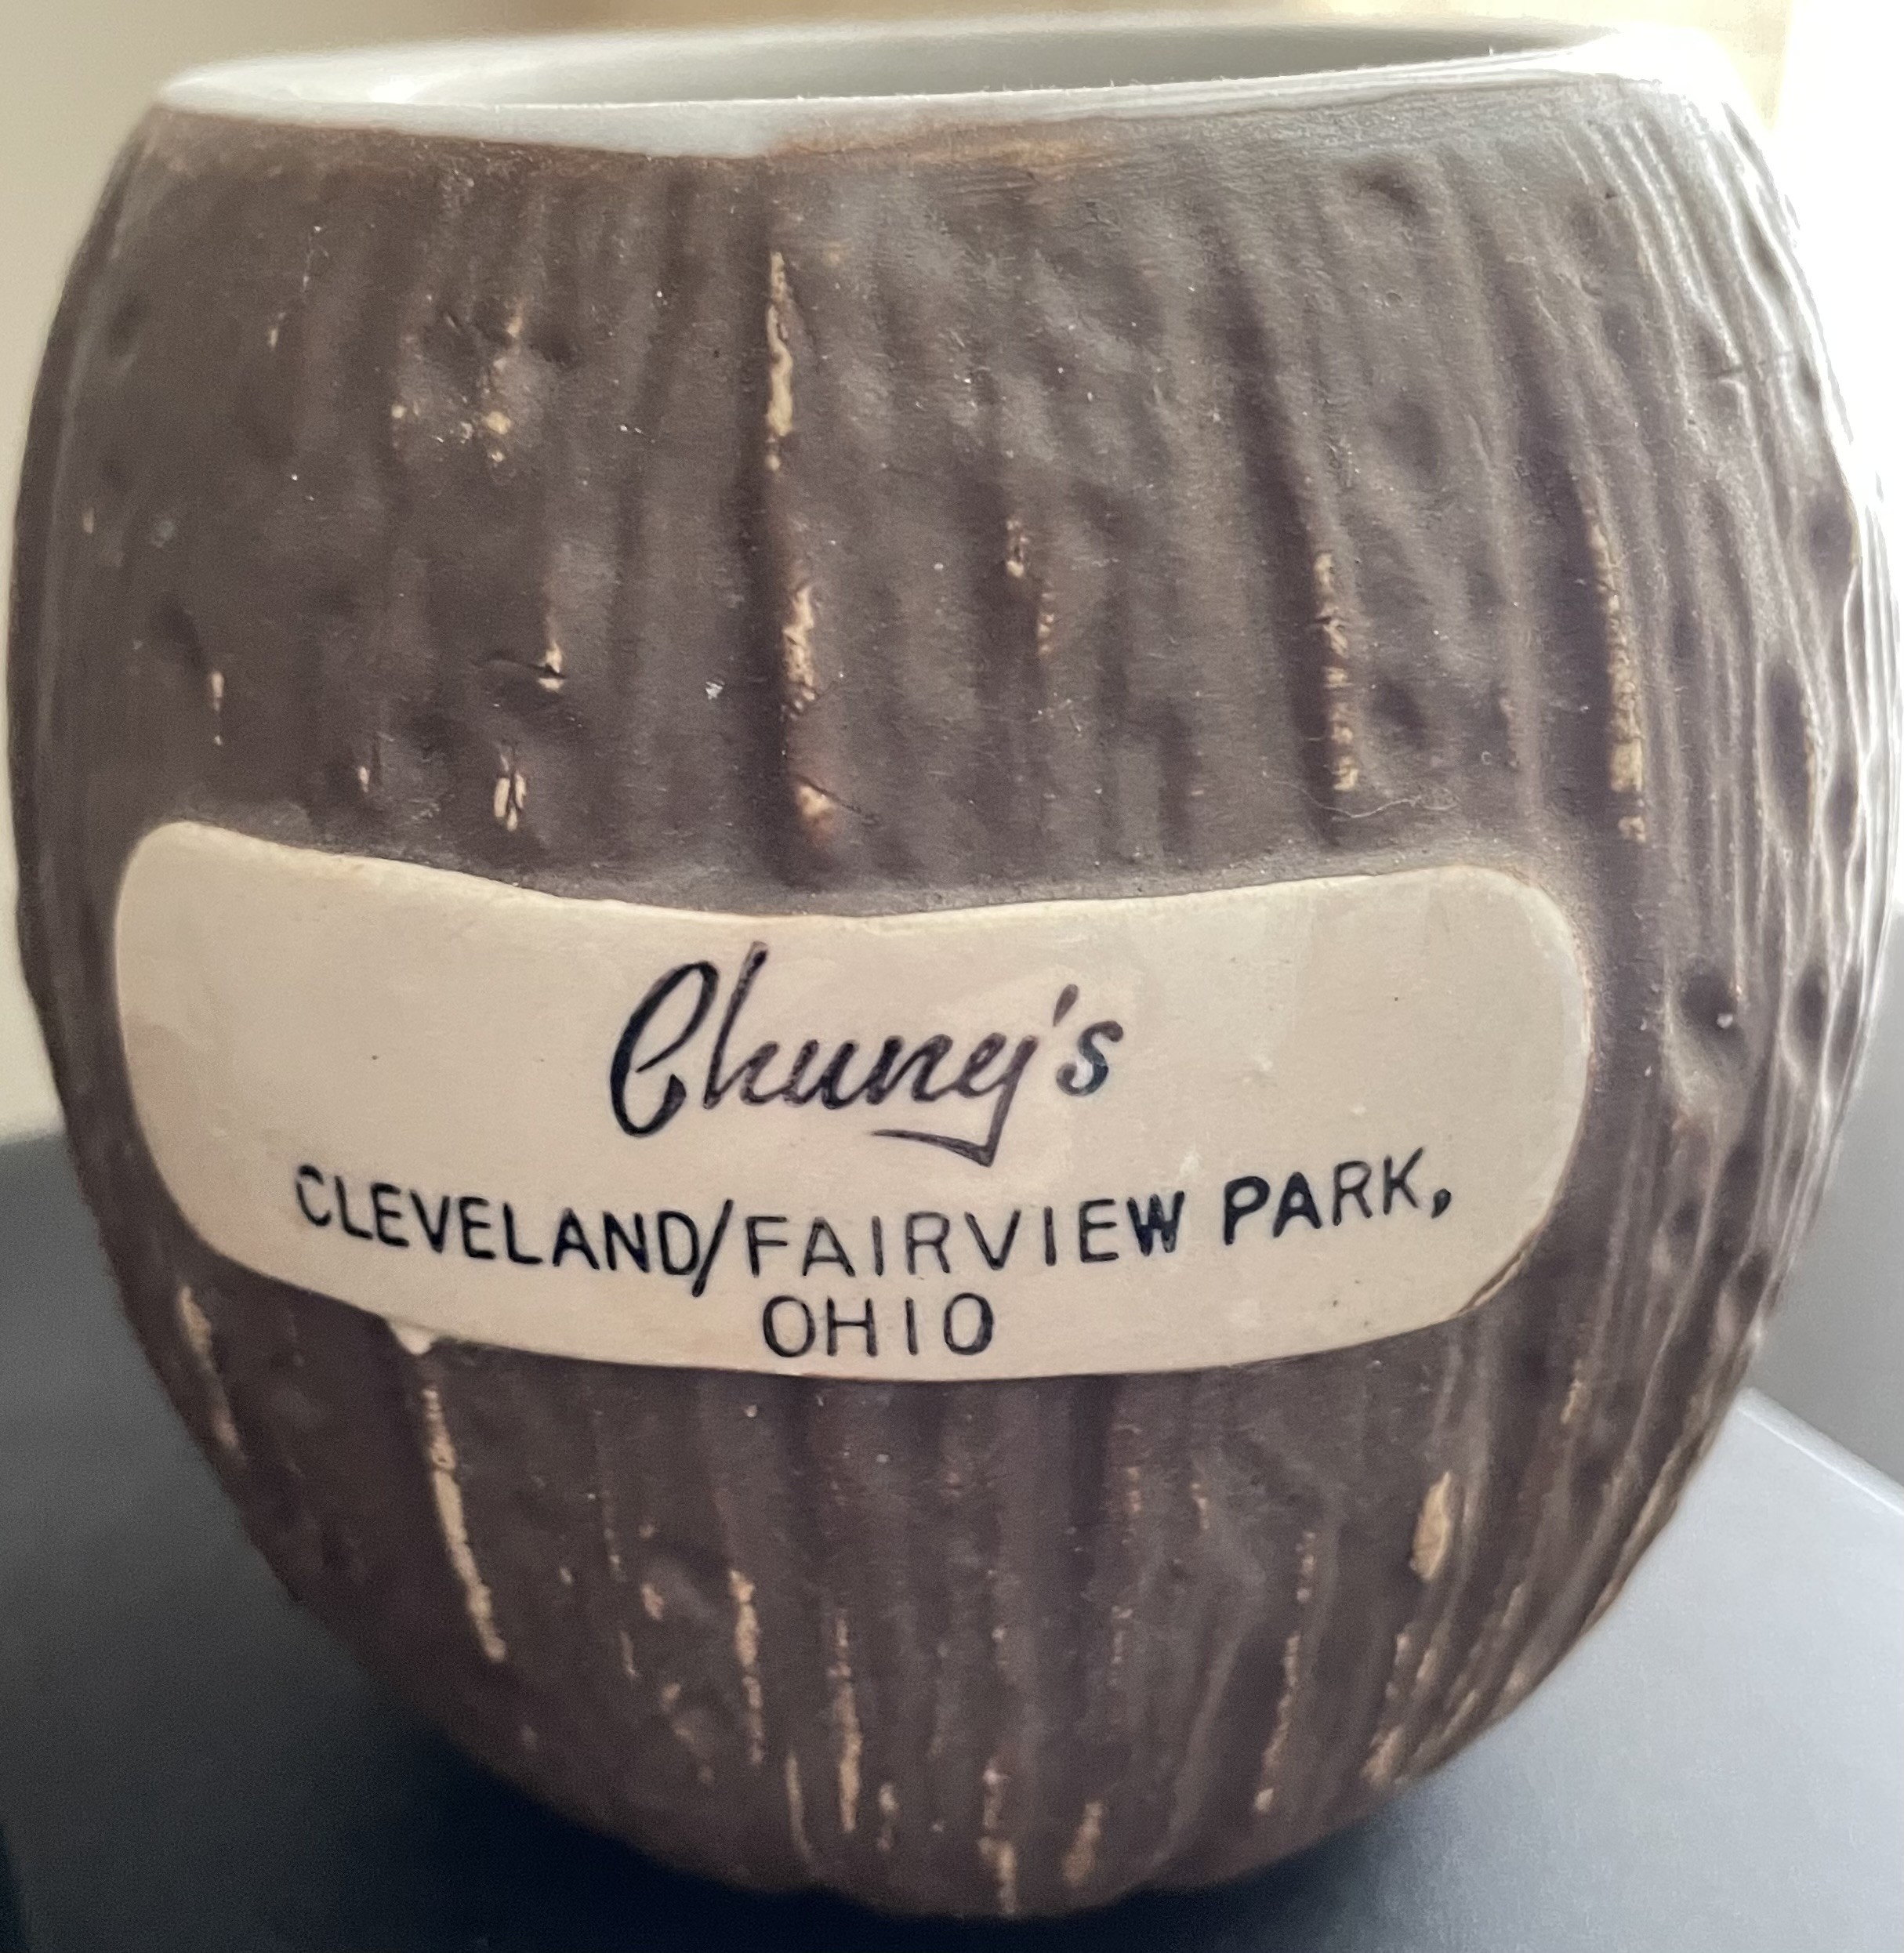 Chung's
CLEVELAND/FAIRVIEW PARK,
OHIO